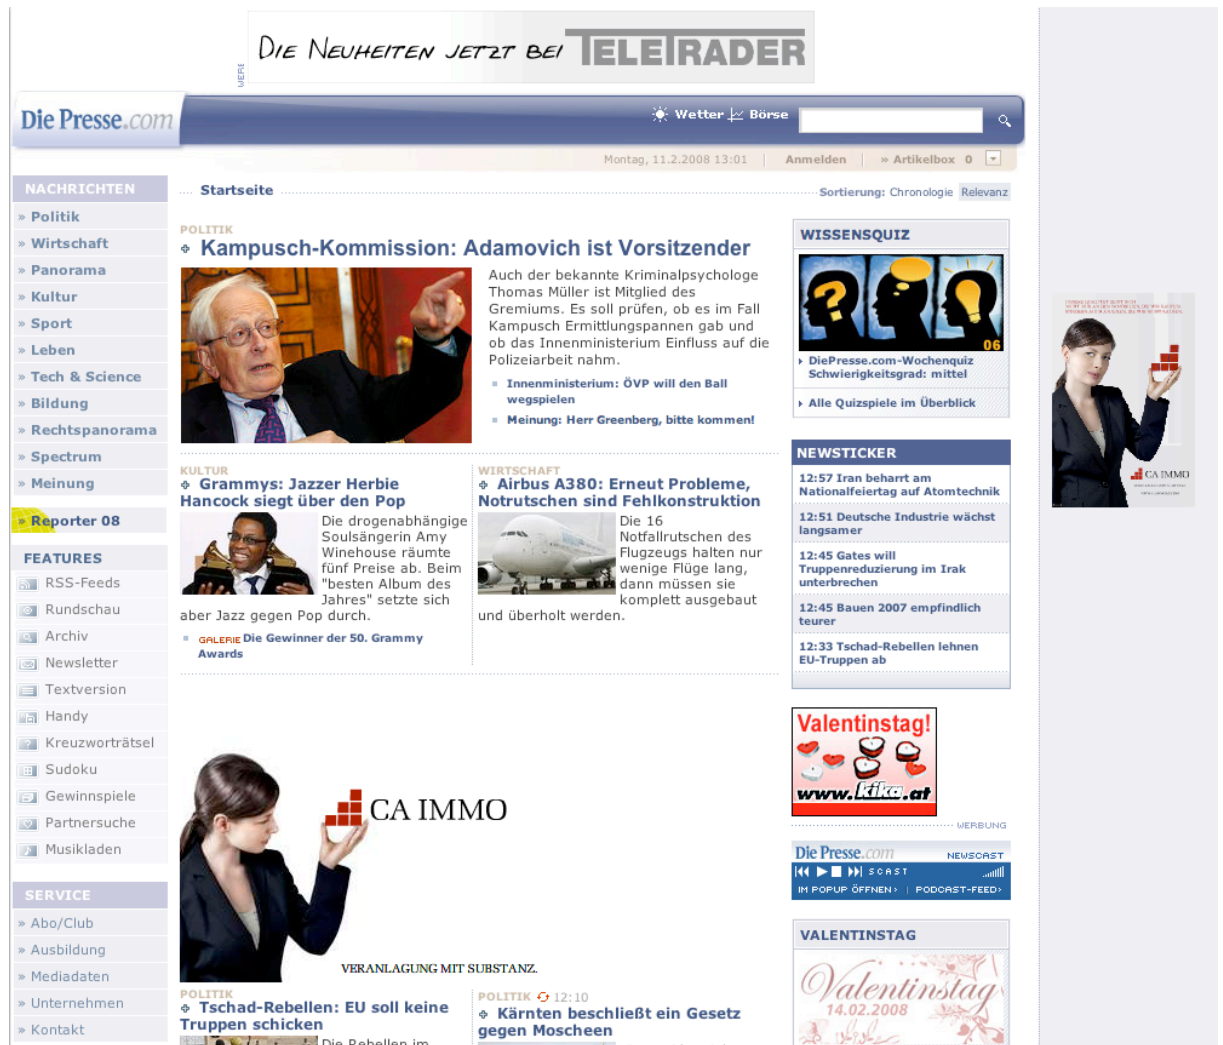 DIE NEUHEITEN JETZT BEI TELETRADER
Die Presse.com
Wetter Börse
Montag, 11.2.2008 13:01 | Anmelden | » Artikelbox 0
NACHRICHTEN
» Politik
» Wirtschaft
» Panorama
» Kultur
» Sport
» Leben
» Tech & Science
» Bildung
» Rechtspanorama
» Spectrum
» Meinung
» Reporter 08
FEATURES
RSS-Feeds
Rundschau
Archiv
Newsletter
Textversion
Handy
Kreuzworträtsel
Sudoku
Gewinnspiele
Partnersuche
Musikladen
SERVICE
» Abo/Club
» Ausbildung
» Mediadaten
» Unternehmen
» Kontakt
Startseite
Sortierung: Chronologie Relevanz
POLITIK
Kampusch-Kommission: Adamovich ist Vorsitzender
Auch der bekannte Kriminalpsychologe
Thomas Müller ist Mitglied des
Gremiums. Es soll prüfen, ob es im Fall
Kampusch Ermittlungspannen gab und
ob das Innenministerium Einfluss auf die
Polizeiarbeit nahm.
Innenministerium: ÖVP will den Ball
wegspielen
Meinung: Herr Greenberg, bitte kommen!
KULTUR
Grammys: Jazzer Herbie
Hancock siegt über den Pop
Die drogenabhängige
Soulsängerin Amy
Winehouse räumte
fünf Preise ab. Beim
"besten Album des
Jahres" setzte sich
aber Jazz gegen Pop durch.
GALERIE Die Gewinner der 50. Grammy
Awards
WIRTSCHAFT
Airbus A380: Erneut Probleme,
Notrutschen sind Fehlkonstruktion
Die 16
Notfallrutschen des
Flugzeugs halten nur
wenige Flüge lang,
dann müssen sie
komplett ausgebaut
und überholt werden.
CA IMMO
VERANLAGUNG MIT SUBSTANZ.
POLITIK
Tschad-Rebellen: EU soll keine
Truppen schicken
Die Rebellen im
POLITIK 12:10
Kärnten beschließt ein Gesetz
gegen Moscheen
WISSENSQUIZ
06
DiePresse.com-Wochenquiz
Schwierigkeitsgrad: mittel
Alle Quizspiele im Überblick
NEWSTICKER
12:57 Iran beharrt am
Nationalfeiertag auf Atomtechnik
12:51 Deutsche Industrie wächst
langsamer
12:45 Gates will
Truppenreduzierung im Irak
unterbrechen
12:45 Bauen 2007 empfindlich
teurer
12:33 Tschad-Rebellen lehnen
EU-Truppen ab
Valentinstag!
www.kika.at
WERBUNG
Die Presse.com NEWSCAST
SCAST
IM POPUP ÖFFNEN› | PODCAST-FEED›
VALENTINSTAG
Valentinstag
14.02.2008
CA IMMO